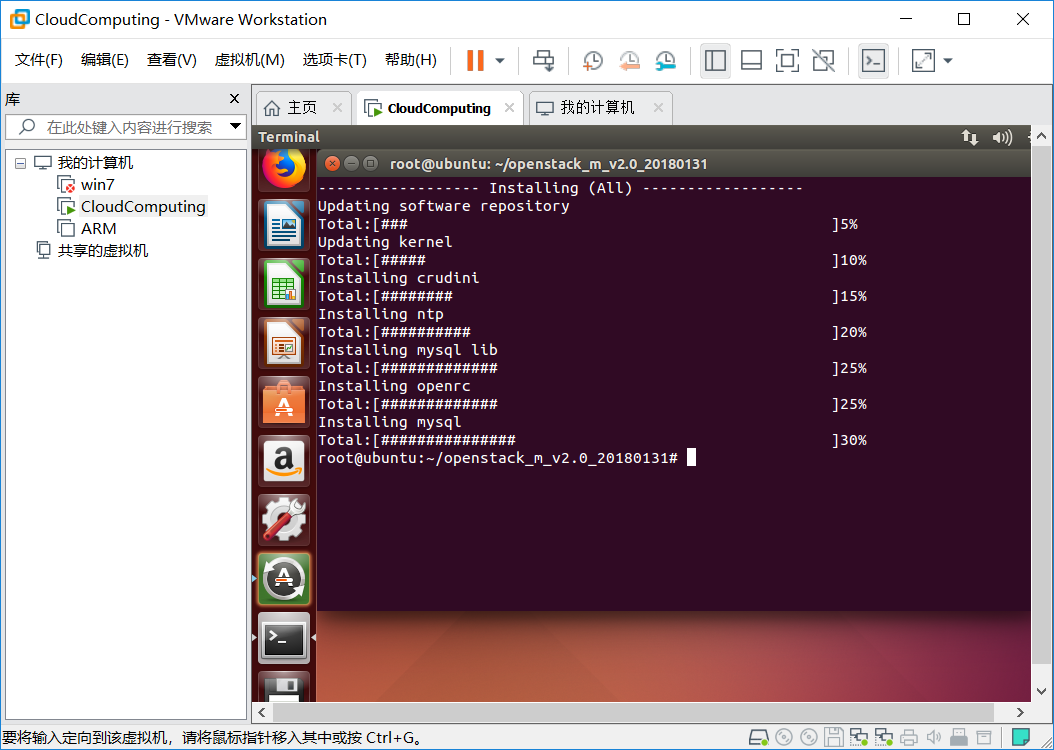 CloudComputing - VMware Workstation
文件(F) 编辑(E) 查看(V) 虚拟机(M) 选项卡(T) 帮助(H)
库
在此处键入内容进行搜索
我的计算机
win7
CloudComputing
ARM
共享的虚拟机
主页 CloudComputing 我的计算机
Terminal
root@ubuntu: ~/openstack_m_v2.0_20180131
------------------ Installing (All) ------------------
Updating software repository
Total:[### ]5%
Updating kernel
Total:[##### ]10%
Installing crudini
Total:[######## ]15%
Installing ntp
Total:[########## ]20%
Installing mysql lib
Total:[############# ]25%
Installing openrc
Total:[############# ]25%
Installing mysql
Total:[############### ]30%
root@ubuntu:~/openstack_m_v2.0_20180131#
要将输入定向到该虚拟机，请将鼠标指针移入其中或按 Ctrl+G。